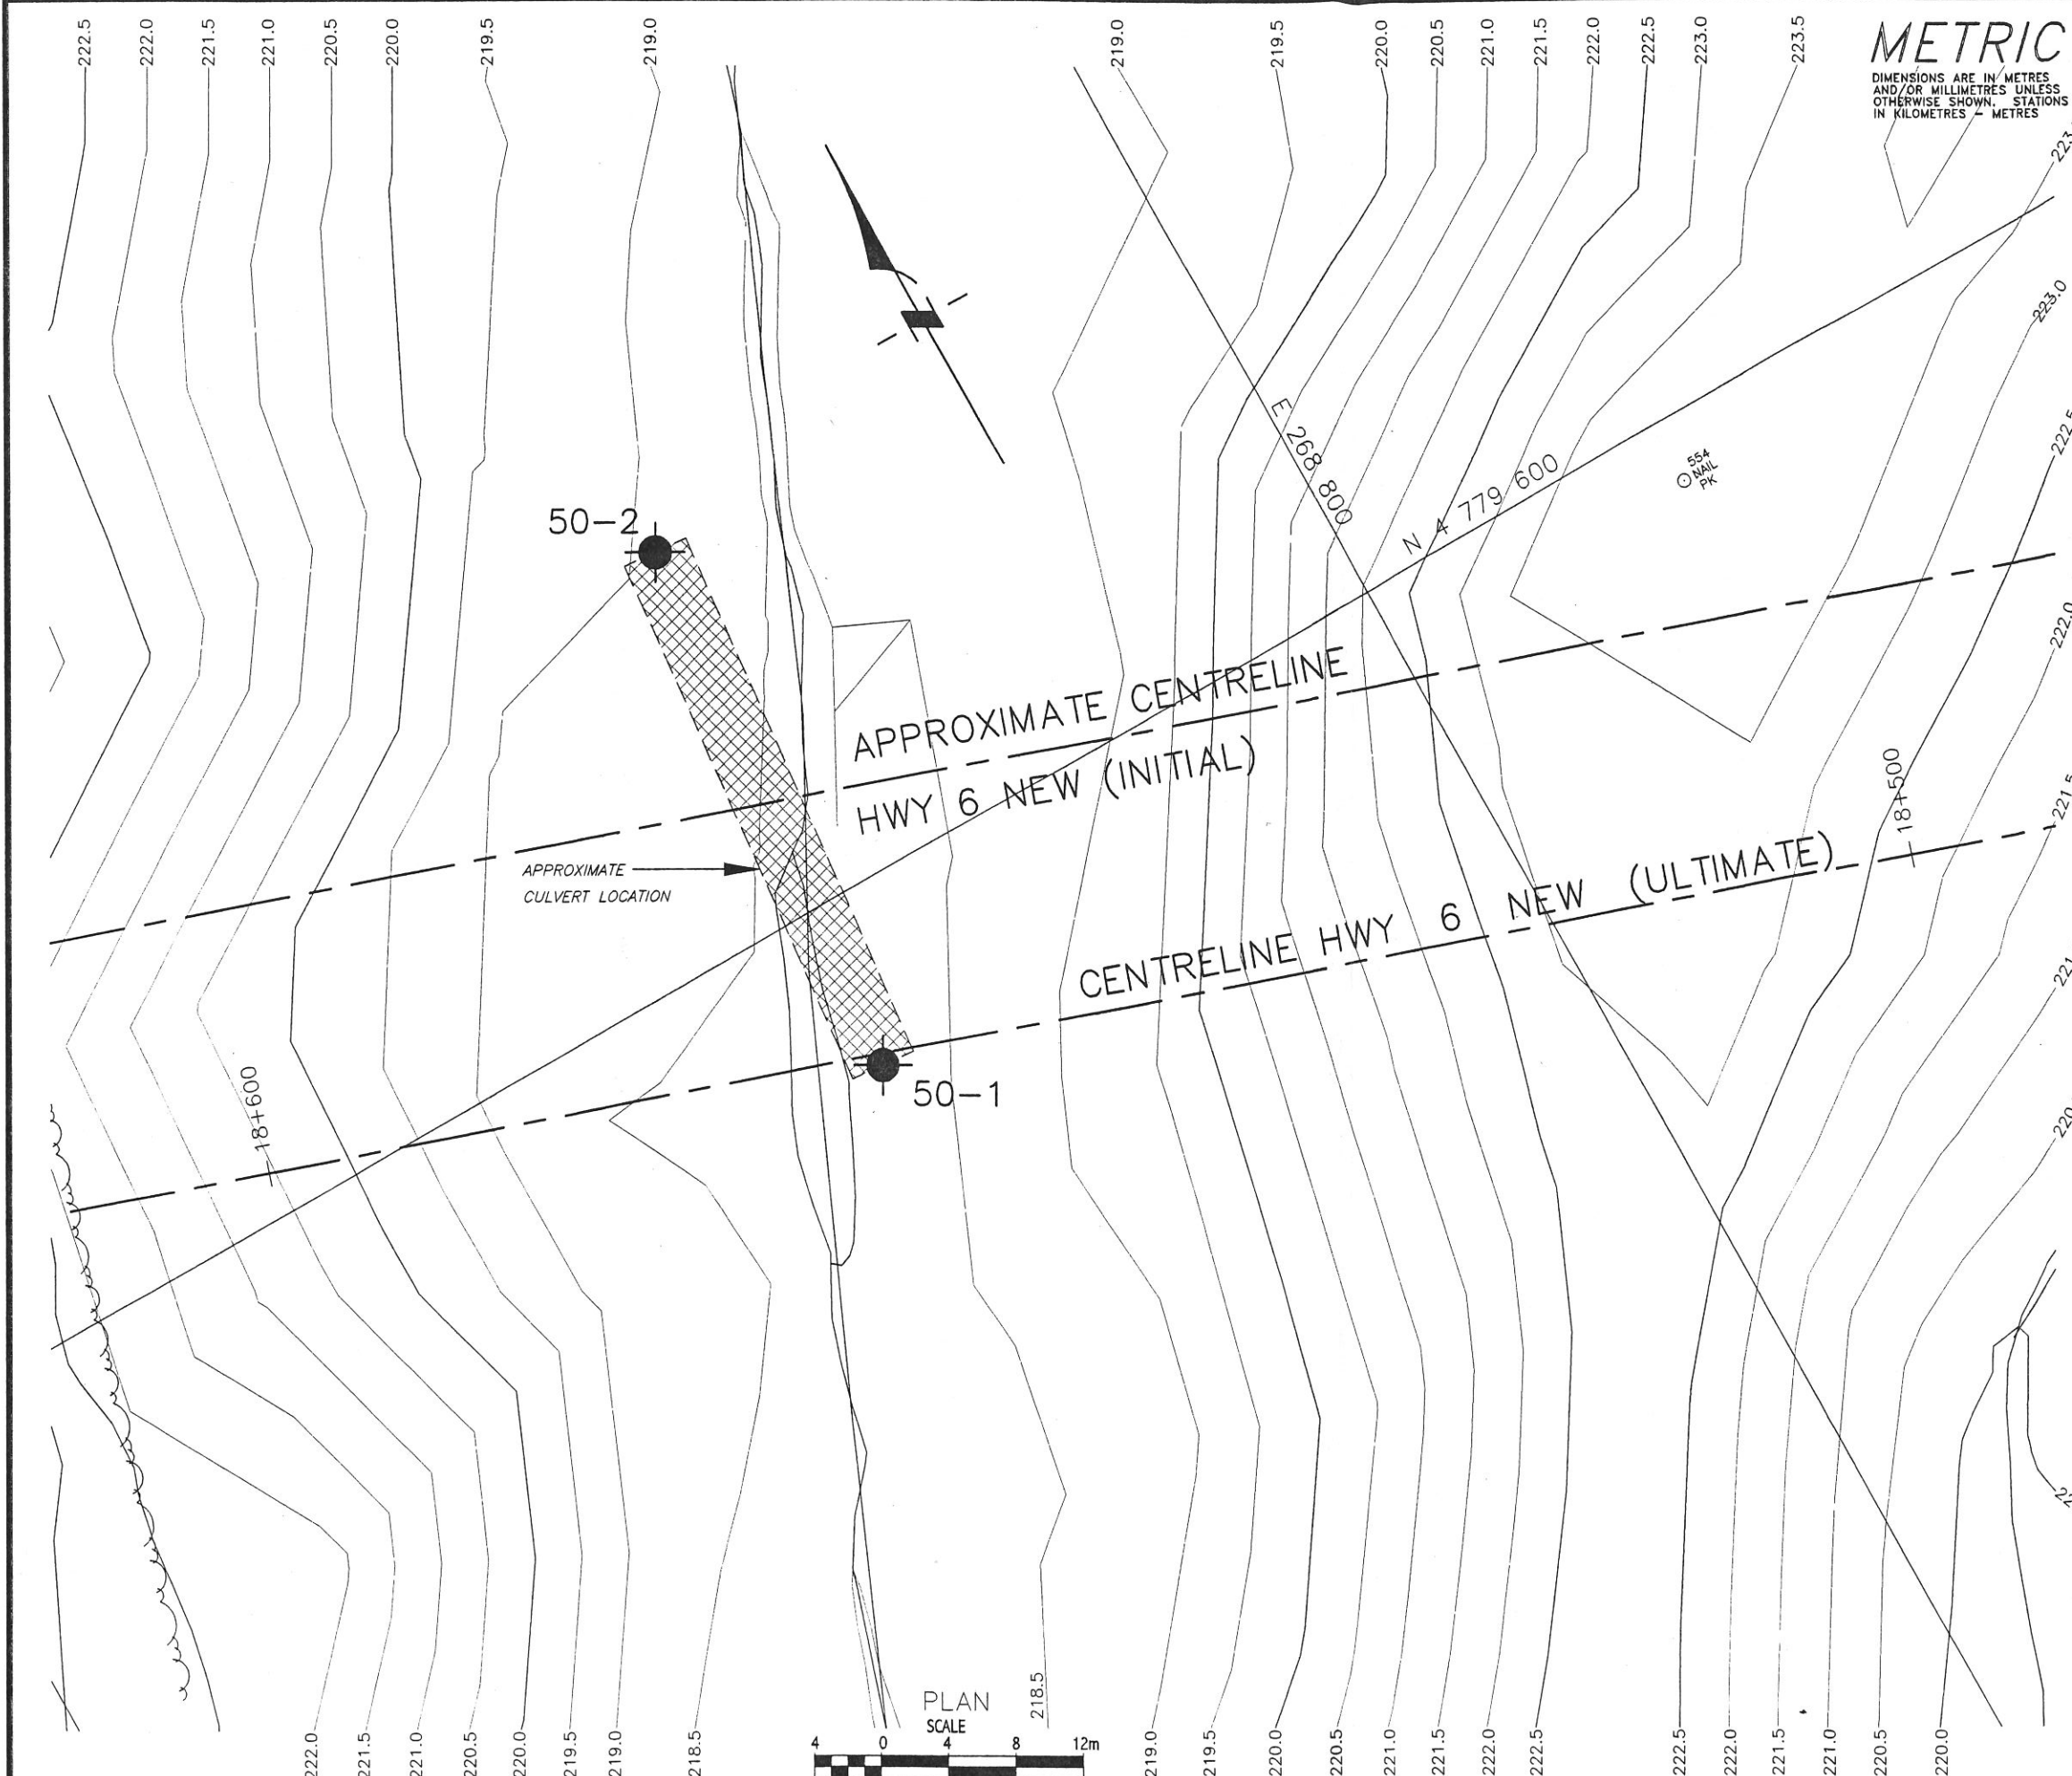 222.5
222.0
221.5
221.0
220.5
220.0
219.5
219.0
219.0
219.5
220.0
220.5
221.0
221.5
222.0
222.5
223.0
223.5
METRIC
DIMENSIONS ARE IN METRES
AND/OR MILLIMETRES UNLESS
OTHERWISE SHOWN. STATIONS
IN KILOMETRES - METRES
223.0
222.0
E 268 800
N 4 779 600
554
NAIL
PK
50-2
APPROXIMATE CENTRELINE
HWY 6 NEW (INITIAL)
APPROXIMATE
CULVERT LOCATION
18+500
CENTRELINE HWY 6 NEW (ULTIMATE)
50-1
18+600
N
PLAN
SCALE
4 0 4 8 12m
222.0
221.5
221.0
220.5
220.0
219.5
219.0
218.5
218.5
219.0
219.5
220.0
220.5
221.0
221.5
222.0
222.5
222.5
222.0
221.5
221.0
220.5
220.0